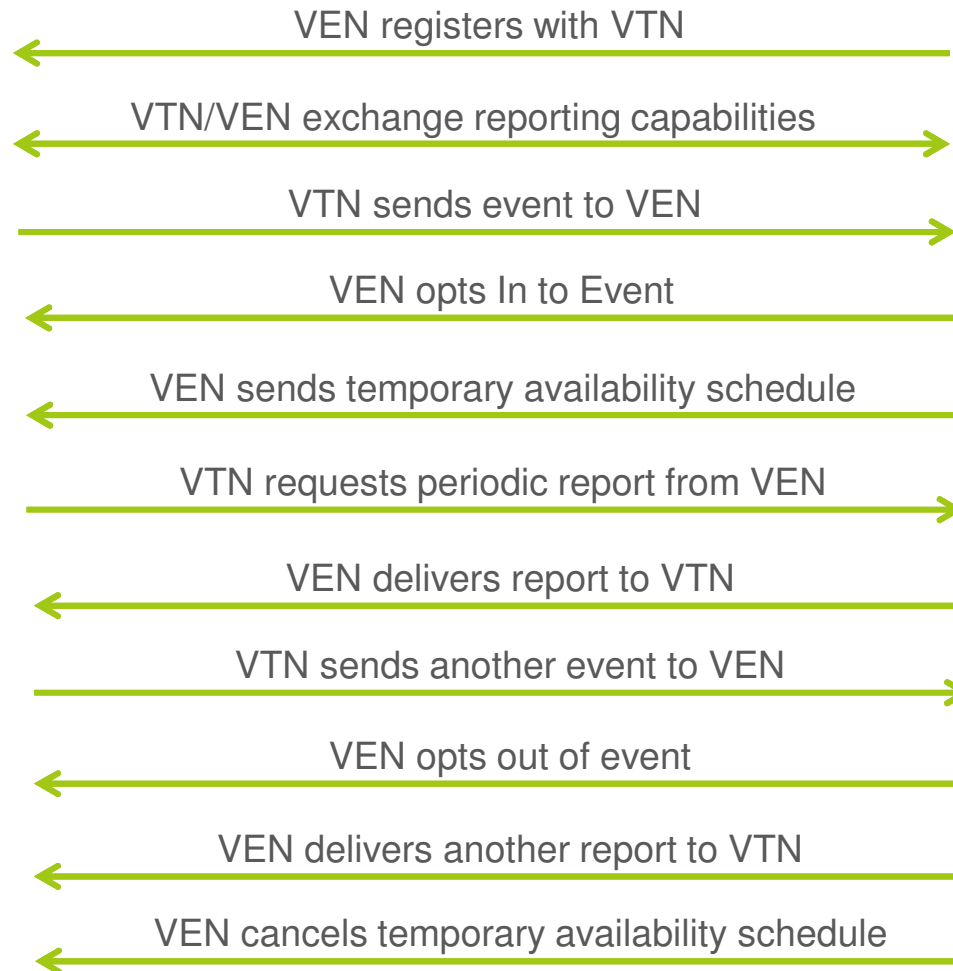 VEN registers with VTN
VTN/VEN exchange reporting capabilities
VTN sends event to VEN
VEN opts In to Event
VEN sends temporary availability schedule
VTN requests periodic report from VEN
VEN delivers report to VTN
VTN sends another event to VEN
VEN opts out of event
VEN delivers another report to VTN
VEN cancels temporary availability schedule